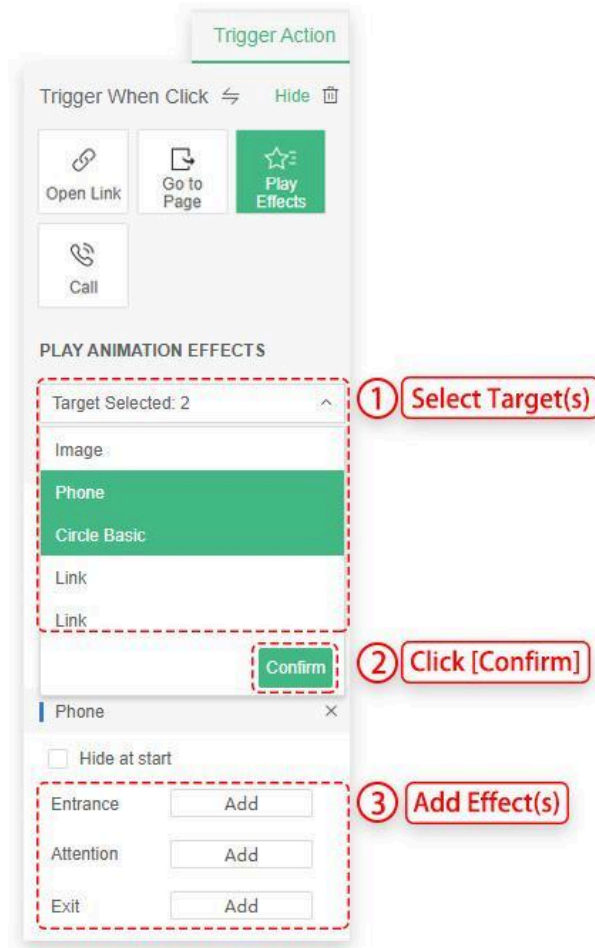 Trigger Action
Trigger When Click Hide
Open Link
Go to
Page
Play
Effects
Call
PLAY ANIMATION EFFECTS
Target Selected: 2
1 Select Target(s)
Image
Phone
Circle Basic
Link
Link
Confirm
2 Click [Confirm]
Phone
Hide at start
Entrance Add
3 Add Effect(s)
Attention Add
Exit Add